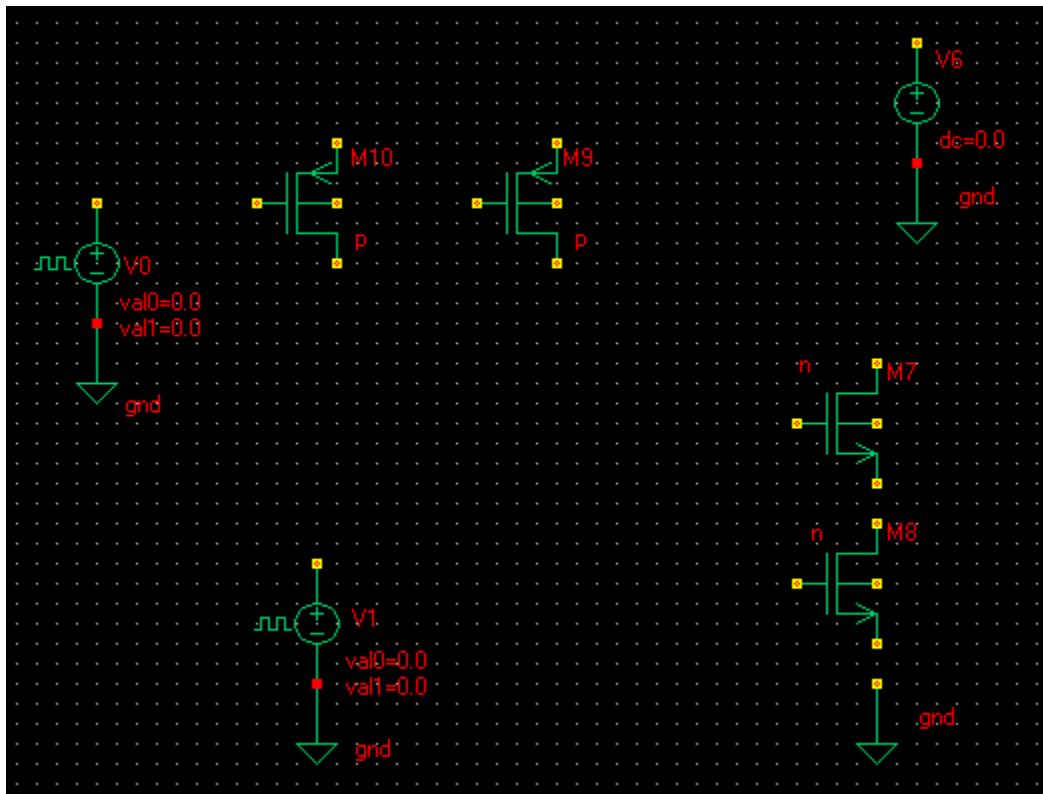 V6
dc=0.0
gnd
M10
p
M9
p
V0
val0=0.0
val1=0.0
gnd
n
M7
n
M8
V1
val0=0.0
val1=0.0
gnd
gnd